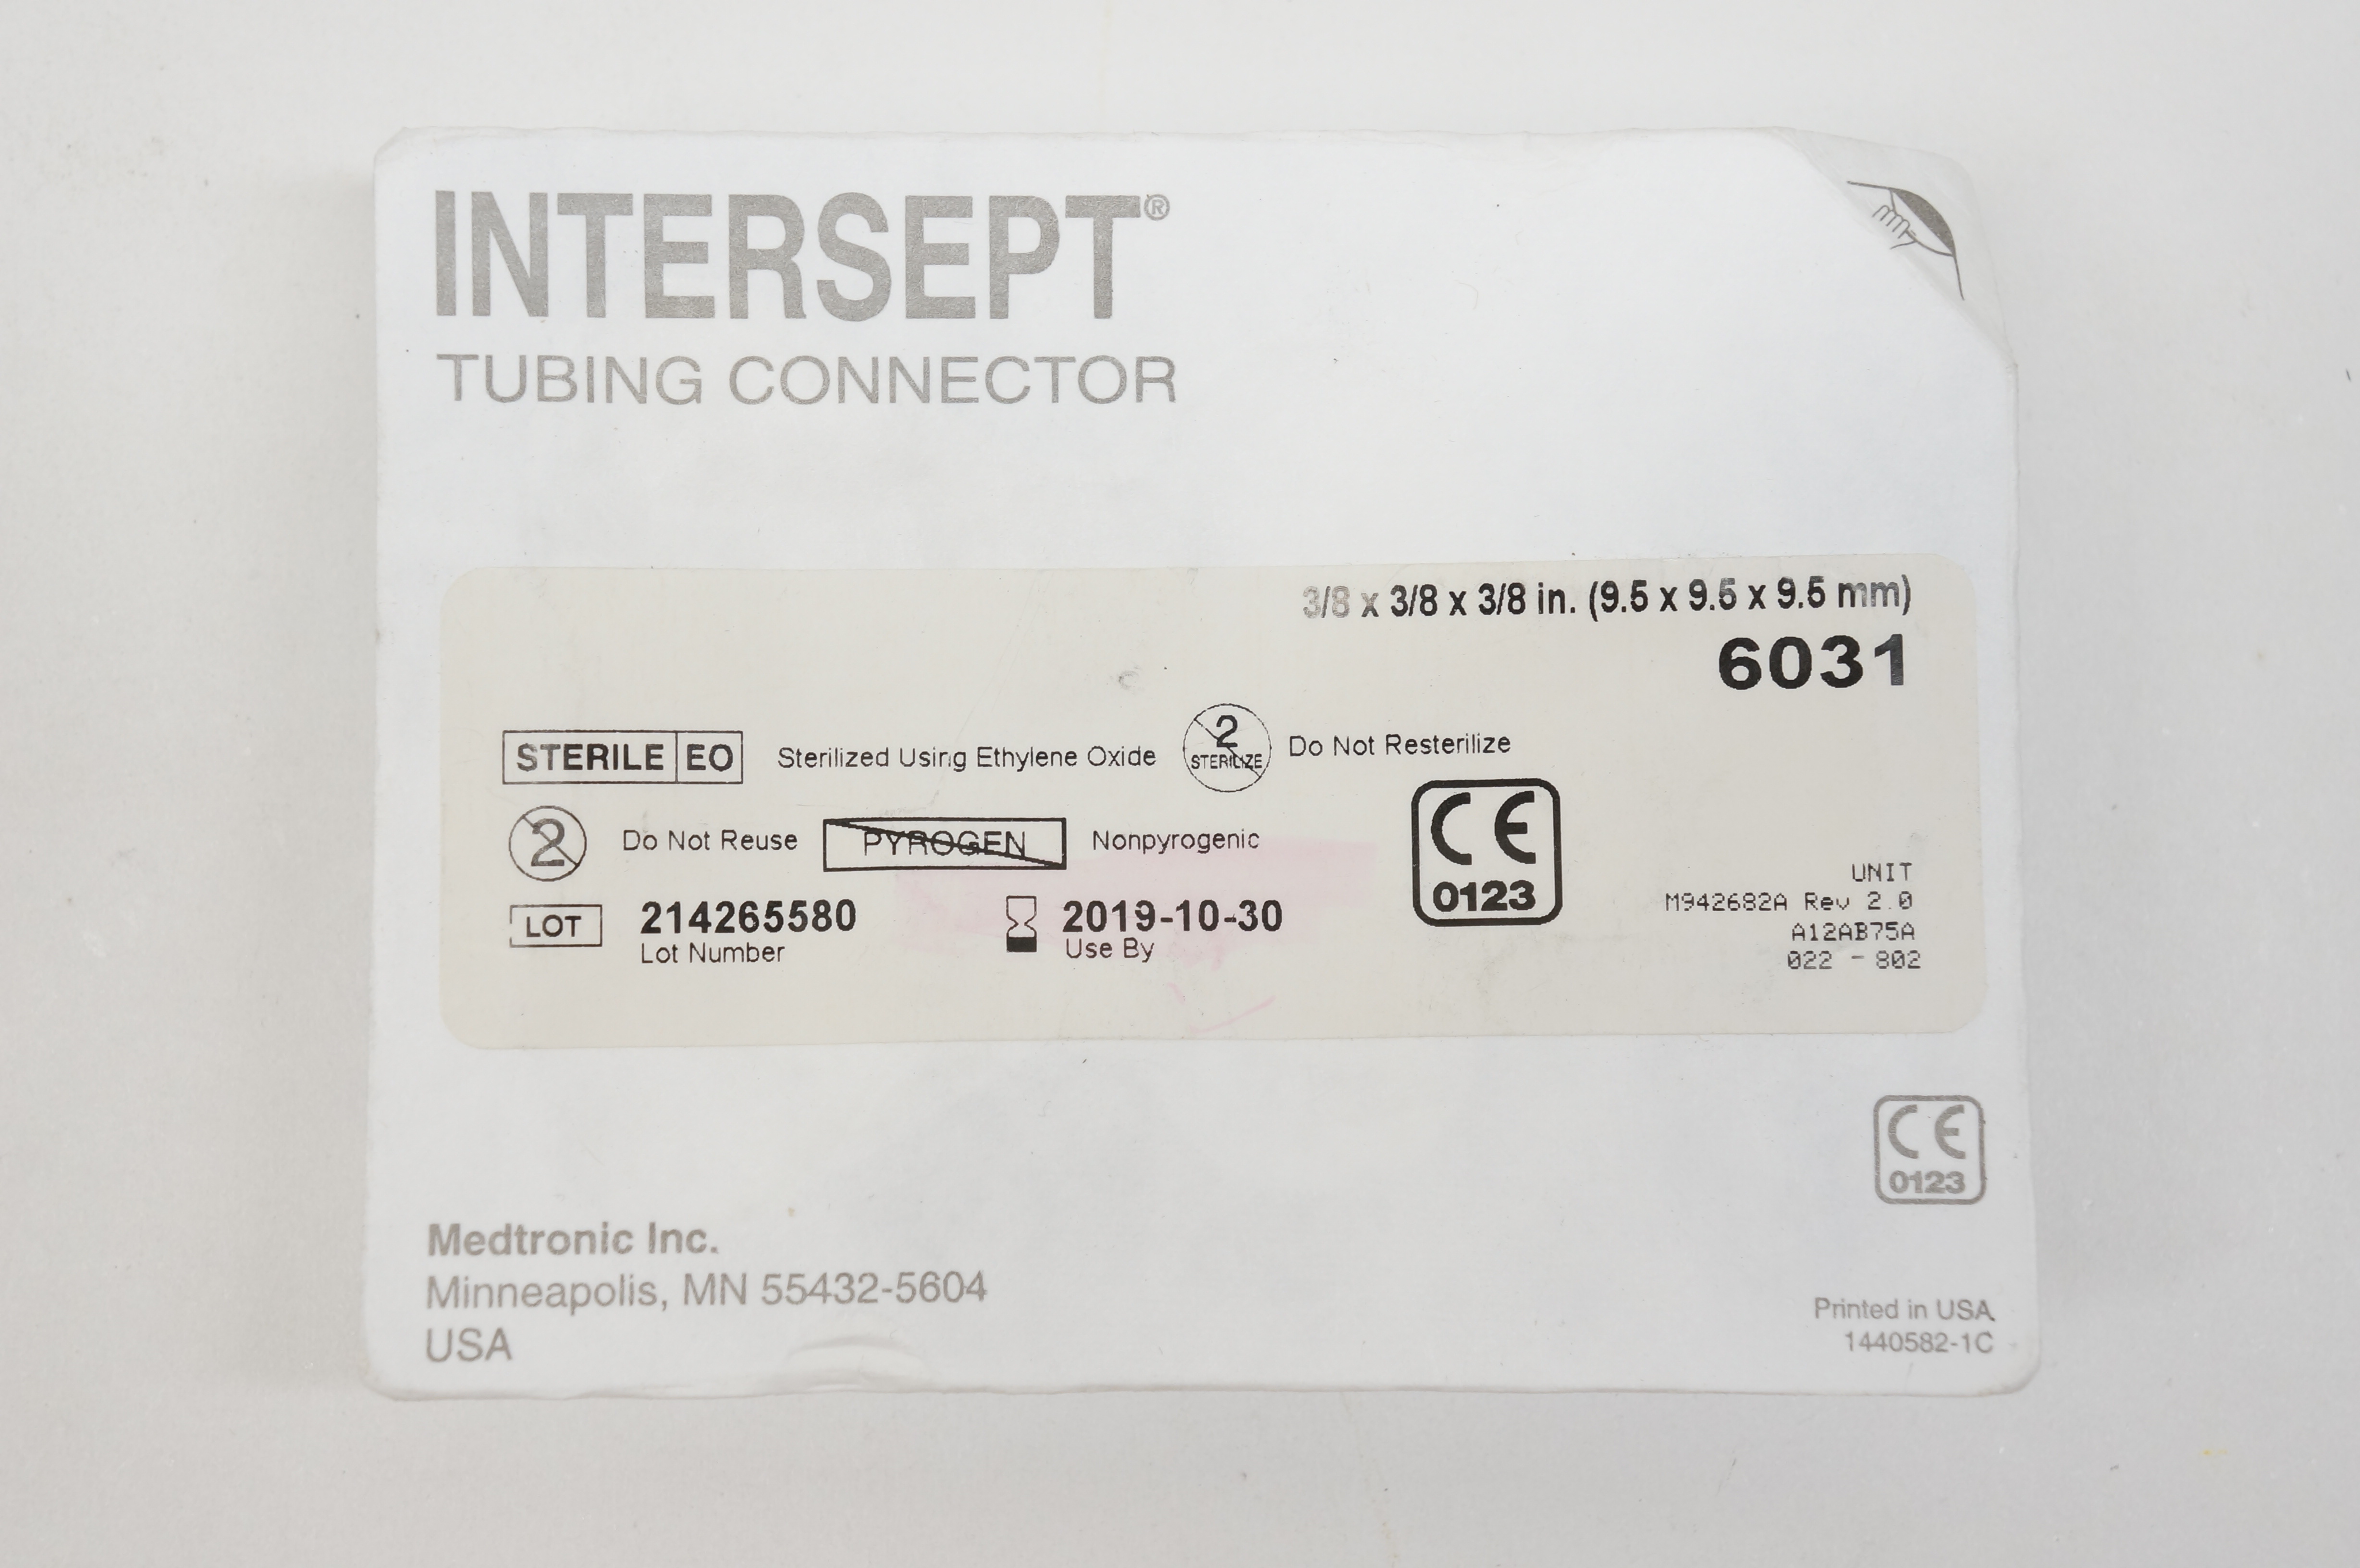 INTERSEPT®
TUBING CONNECTOR
3/8 x 3/8 x 3/8 in. (9.5 x 9.5 x 9.5 mm)
6031
STERILE EO Sterilized Using Ethylene Oxide 2 STERILIZE Do Not Resterilize
2 Do Not Reuse PYROGEN Nonpyrogenic
CE
0123
LOT 214265580 2019-10-30
Lot Number Use By
UNIT
M942682A Rev 2.0
A12AB75A
022 - 802
CE
0123
Medtronic Inc.
Minneapolis, MN 55432-5604
USA
Printed in USA
1440582-1C